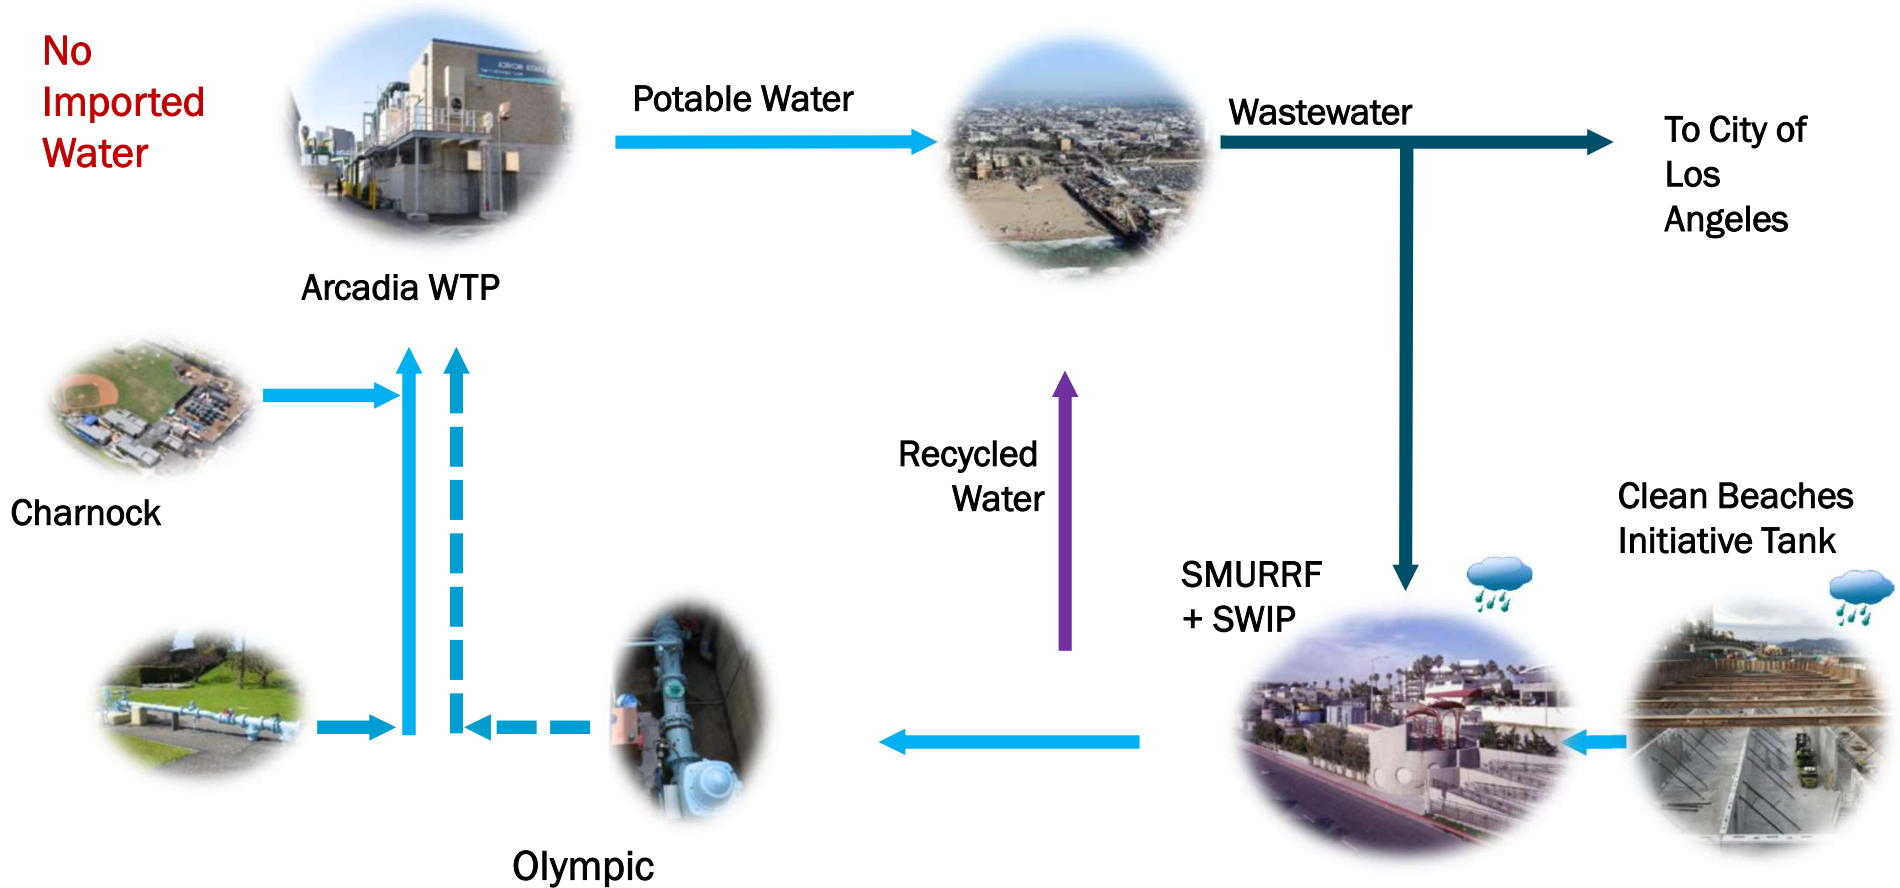 No
Imported
Water
Potable Water
Wastewater
To City of
Los
Angeles
Arcadia WTP
Charnock
Recycled
Water
Clean Beaches
Initiative Tank
SMURRF
+ SWIP
Olympic